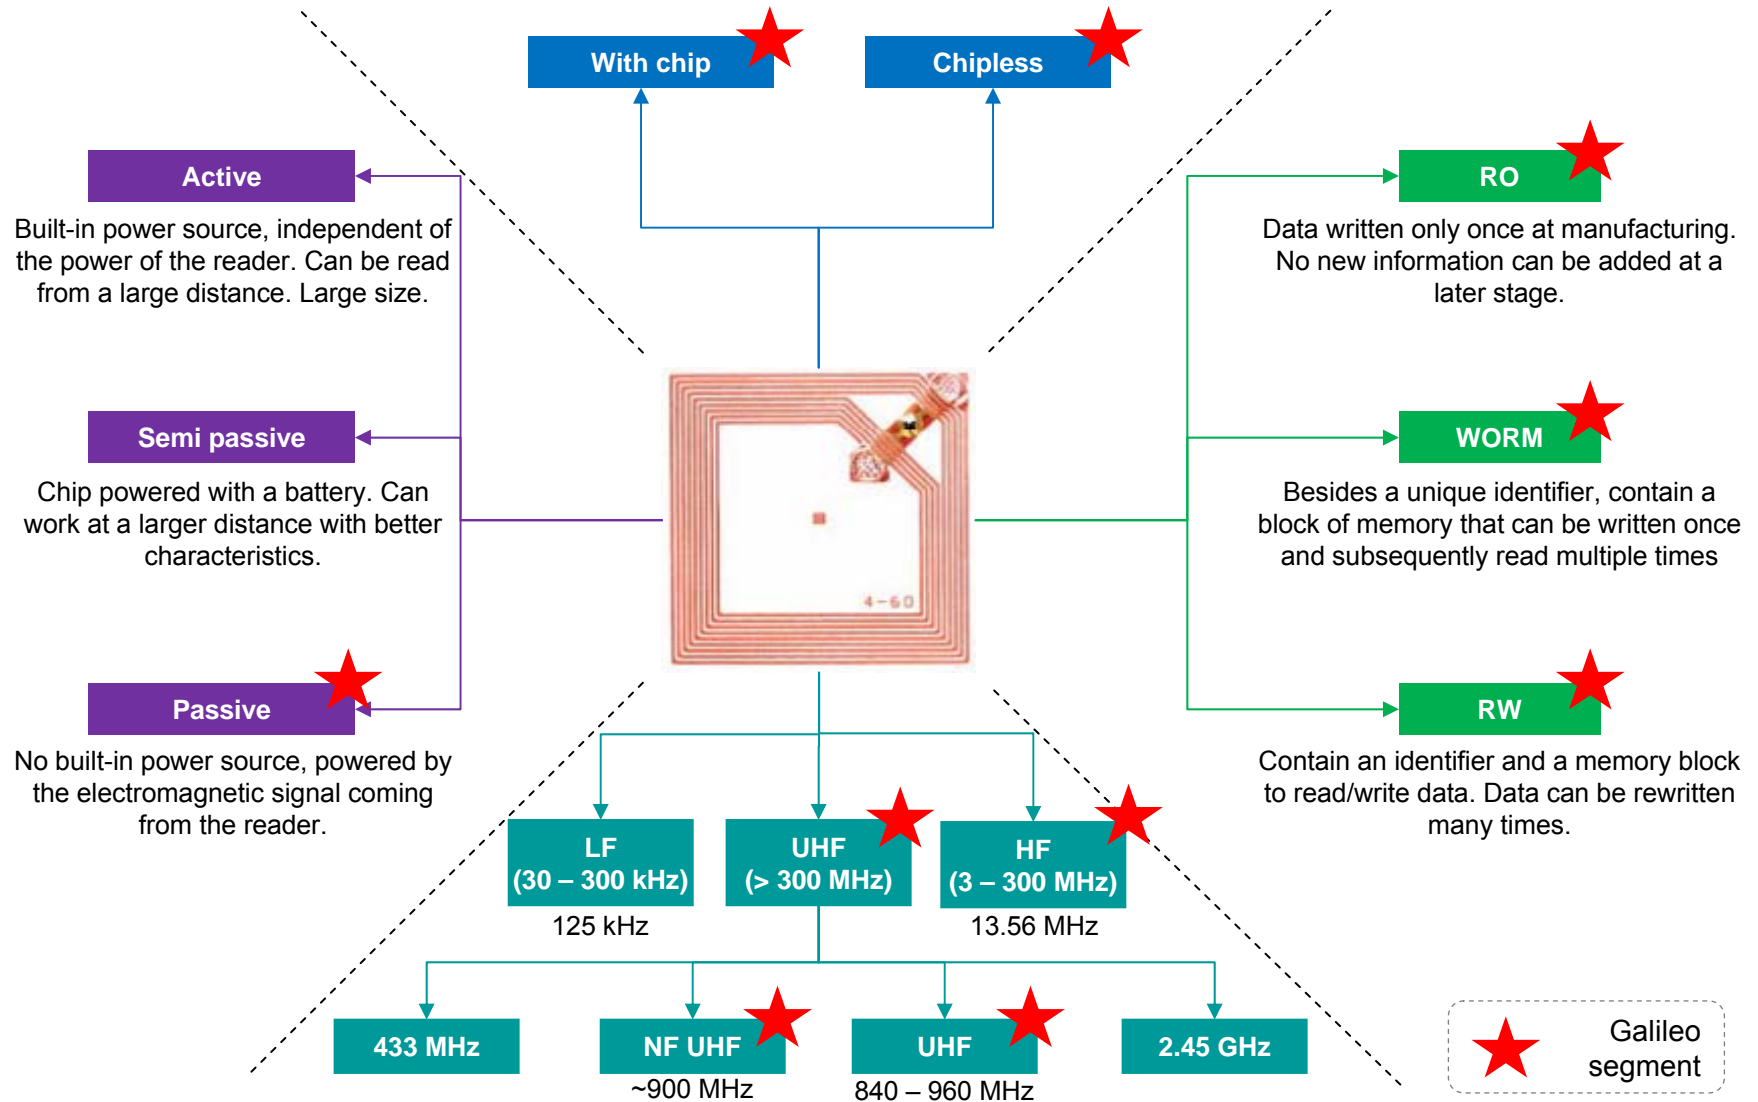 With chip
Chipless
Active
Built-in power source, independent of
the power of the reader. Can be read
from a large distance. Large size.
RO
Data written only once at manufacturing.
No new information can be added at a
later stage.
Semi passive
Chip powered with a battery. Can
work at a larger distance with better
characteristics.
WORM
Besides a unique identifier, contain a
block of memory that can be written once
and subsequently read multiple times
4-60
Passive
No built-in power source, powered by
the electromagnetic signal coming
from the reader.
RW
Contain an identifier and a memory block
to read/write data. Data can be rewritten
many times.
LF
(30 – 300 kHz)
125 kHz
UHF
(> 300 MHz)
HF
(3 – 300 MHz)
13.56 MHz
433 MHz
NF UHF
~900 MHz
UHF
840 – 960 MHz
2.45 GHz
Galileo
segment